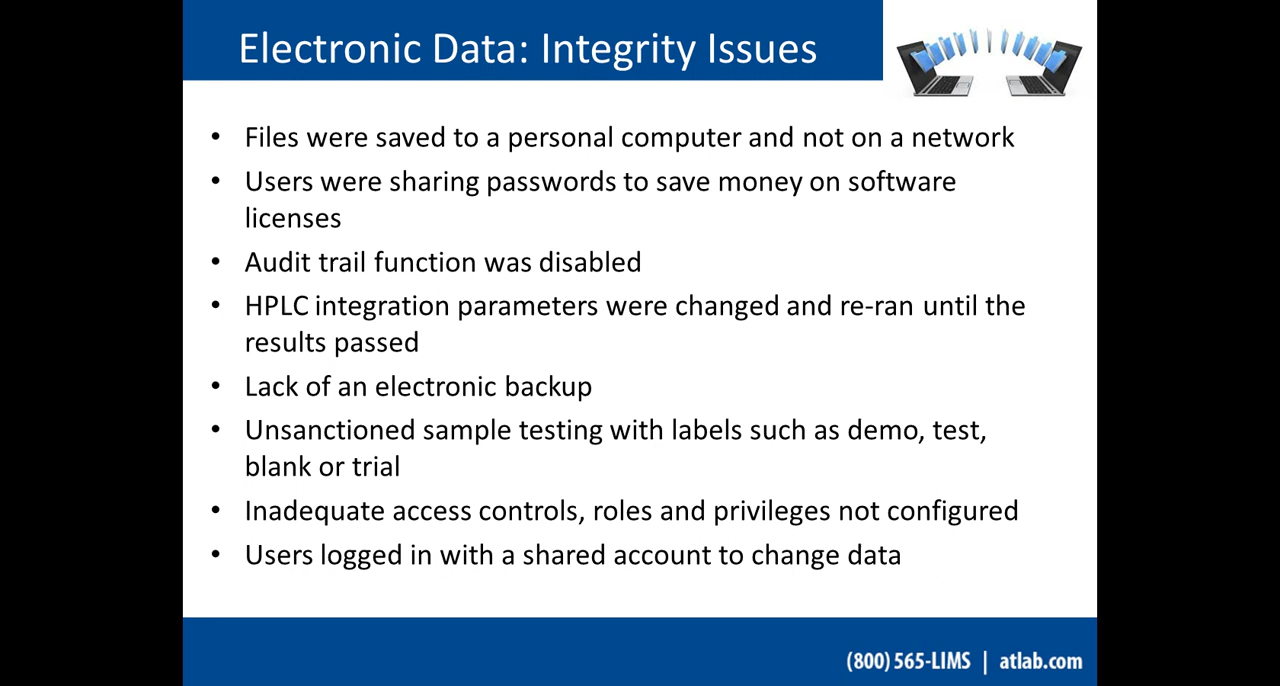 Electronic Data: Integrity Issues
• Files were saved to a personal computer and not on a network
• Users were sharing passwords to save money on software
licenses
• Audit trail function was disabled
• HPLC integration parameters were changed and re-ran until the
results passed
• Lack of an electronic backup
• Unsanctioned sample testing with labels such as demo, test,
blank or trial
• Inadequate access controls, roles and privileges not configured
• Users logged in with a shared account to change data
(800) 565-LIMS | atlab.com